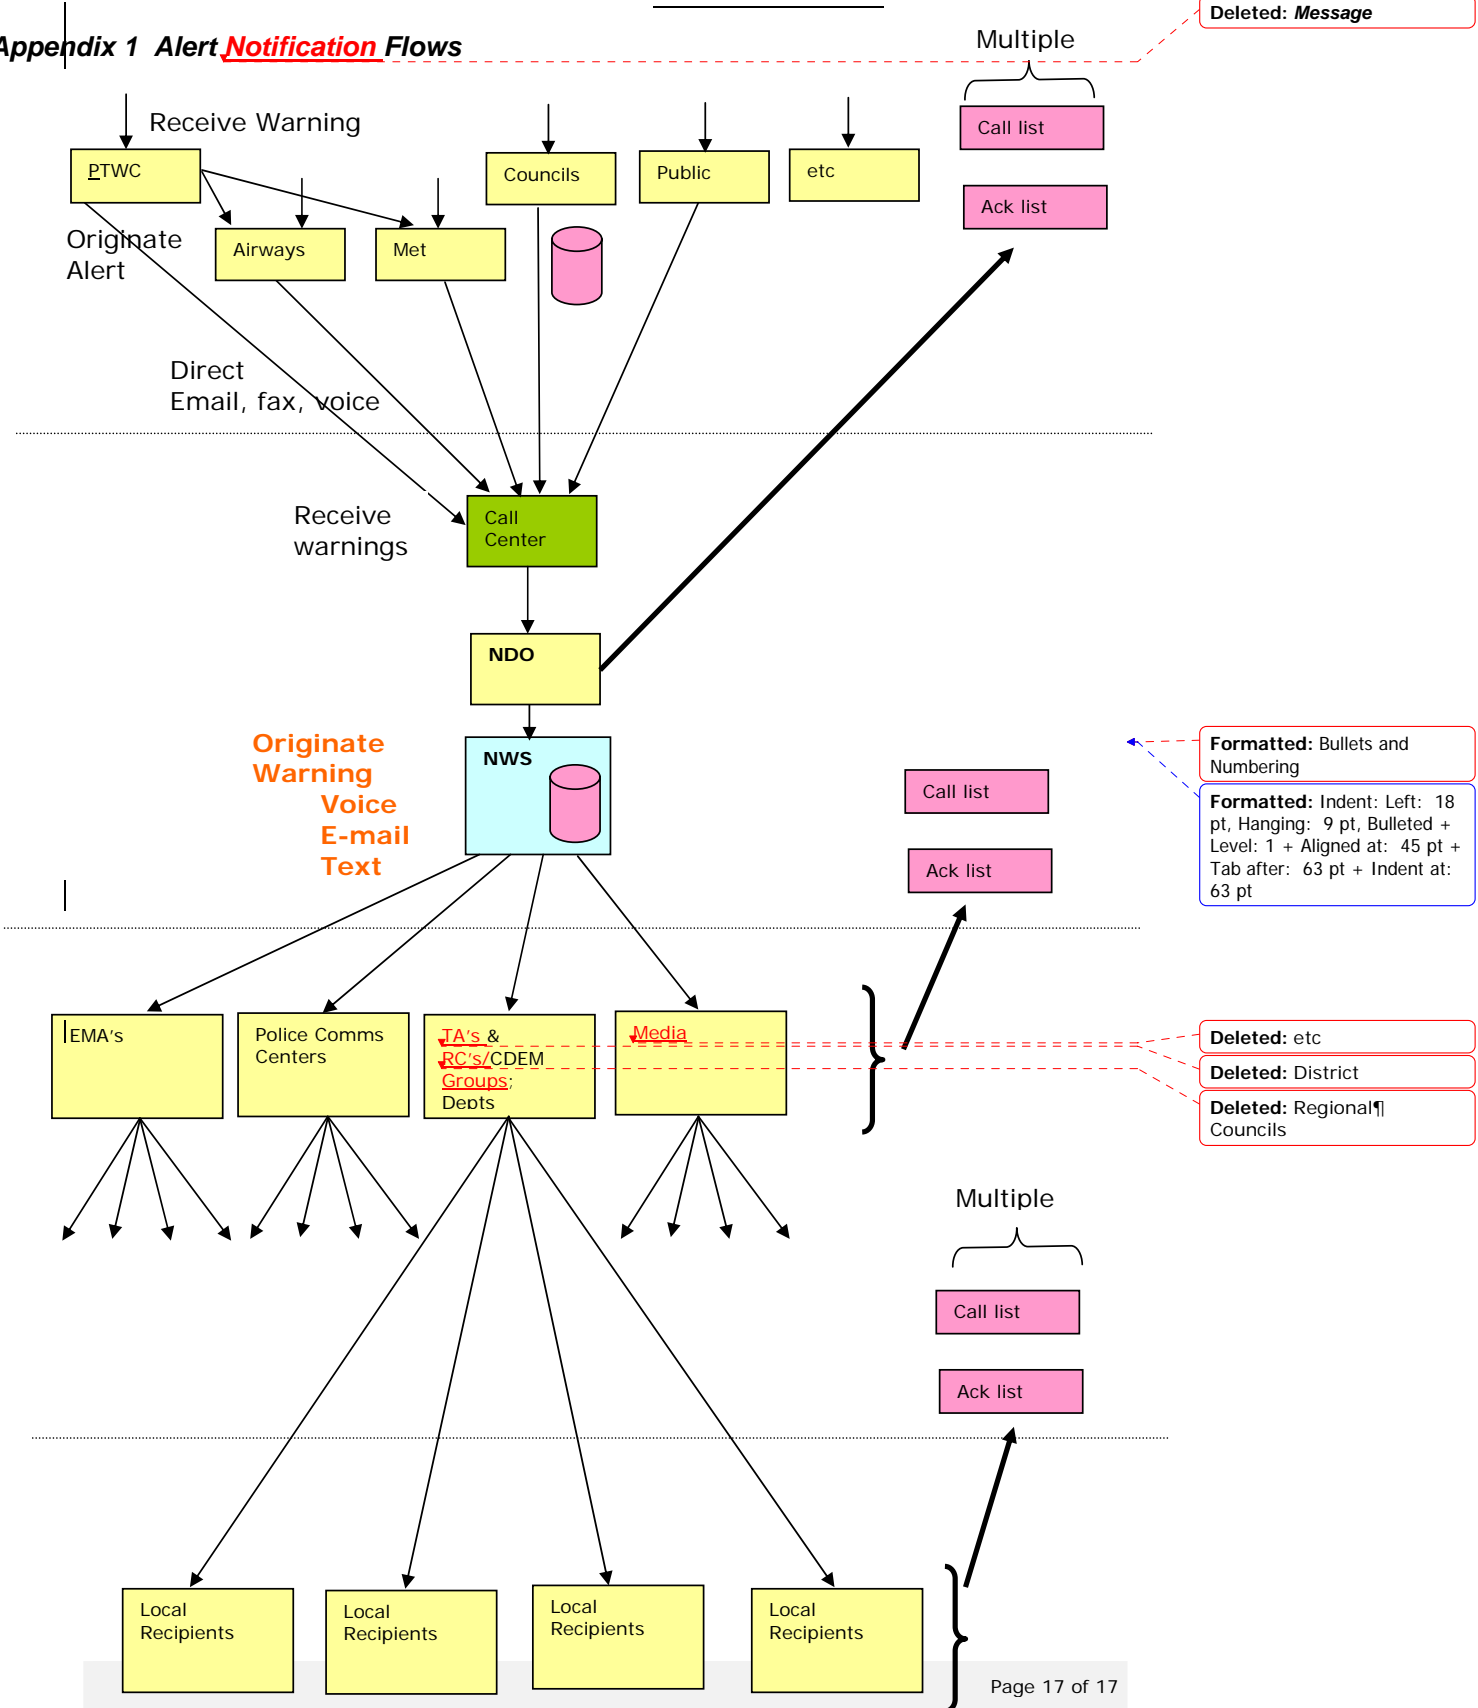 Deleted: Message
Appendix 1 Alert Notification Flows
Multiple
Receive Warning
Call list
PTWC
Councils
Public
etc
Ack list
Originate
Alert
Airways
Met
Direct
Email, fax, voice
Receive
warnings
Call
Center
NDO
Originate
Warning
Voice
E-mail
Text
NWS
Call list
Ack list
Formatted: Bullets and
Numbering
Formatted: Indent: Left: 18
pt, Hanging: 9 pt, Bulleted +
Level: 1 + Aligned at: 45 pt +
Tab after: 63 pt + Indent at:
63 pt
EMA's
Police Comms
Centers
TA's &
RC's/CDEM
Groups;
Depts
Media
Deleted: etc
Deleted: District
Deleted: Regional¶
Councils
Multiple
Call list
Ack list
Local
Recipients
Local
Recipients
Local
Recipients
Local
Recipients
Page 17 of 17